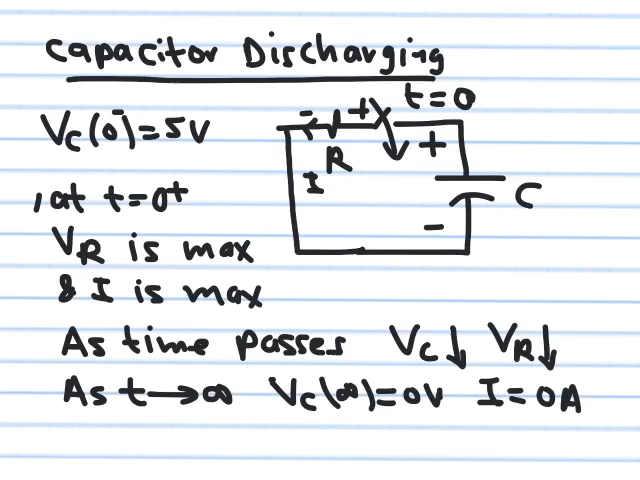 Capacitor Discharging
t=0
Vc(0⁻)=5V
- + +
R
I
C
, at t=0⁺
-
VR is max
& I is max
As time passes Vc↓ VR↓
As t→∞ Vc(∞)=0V I=0A